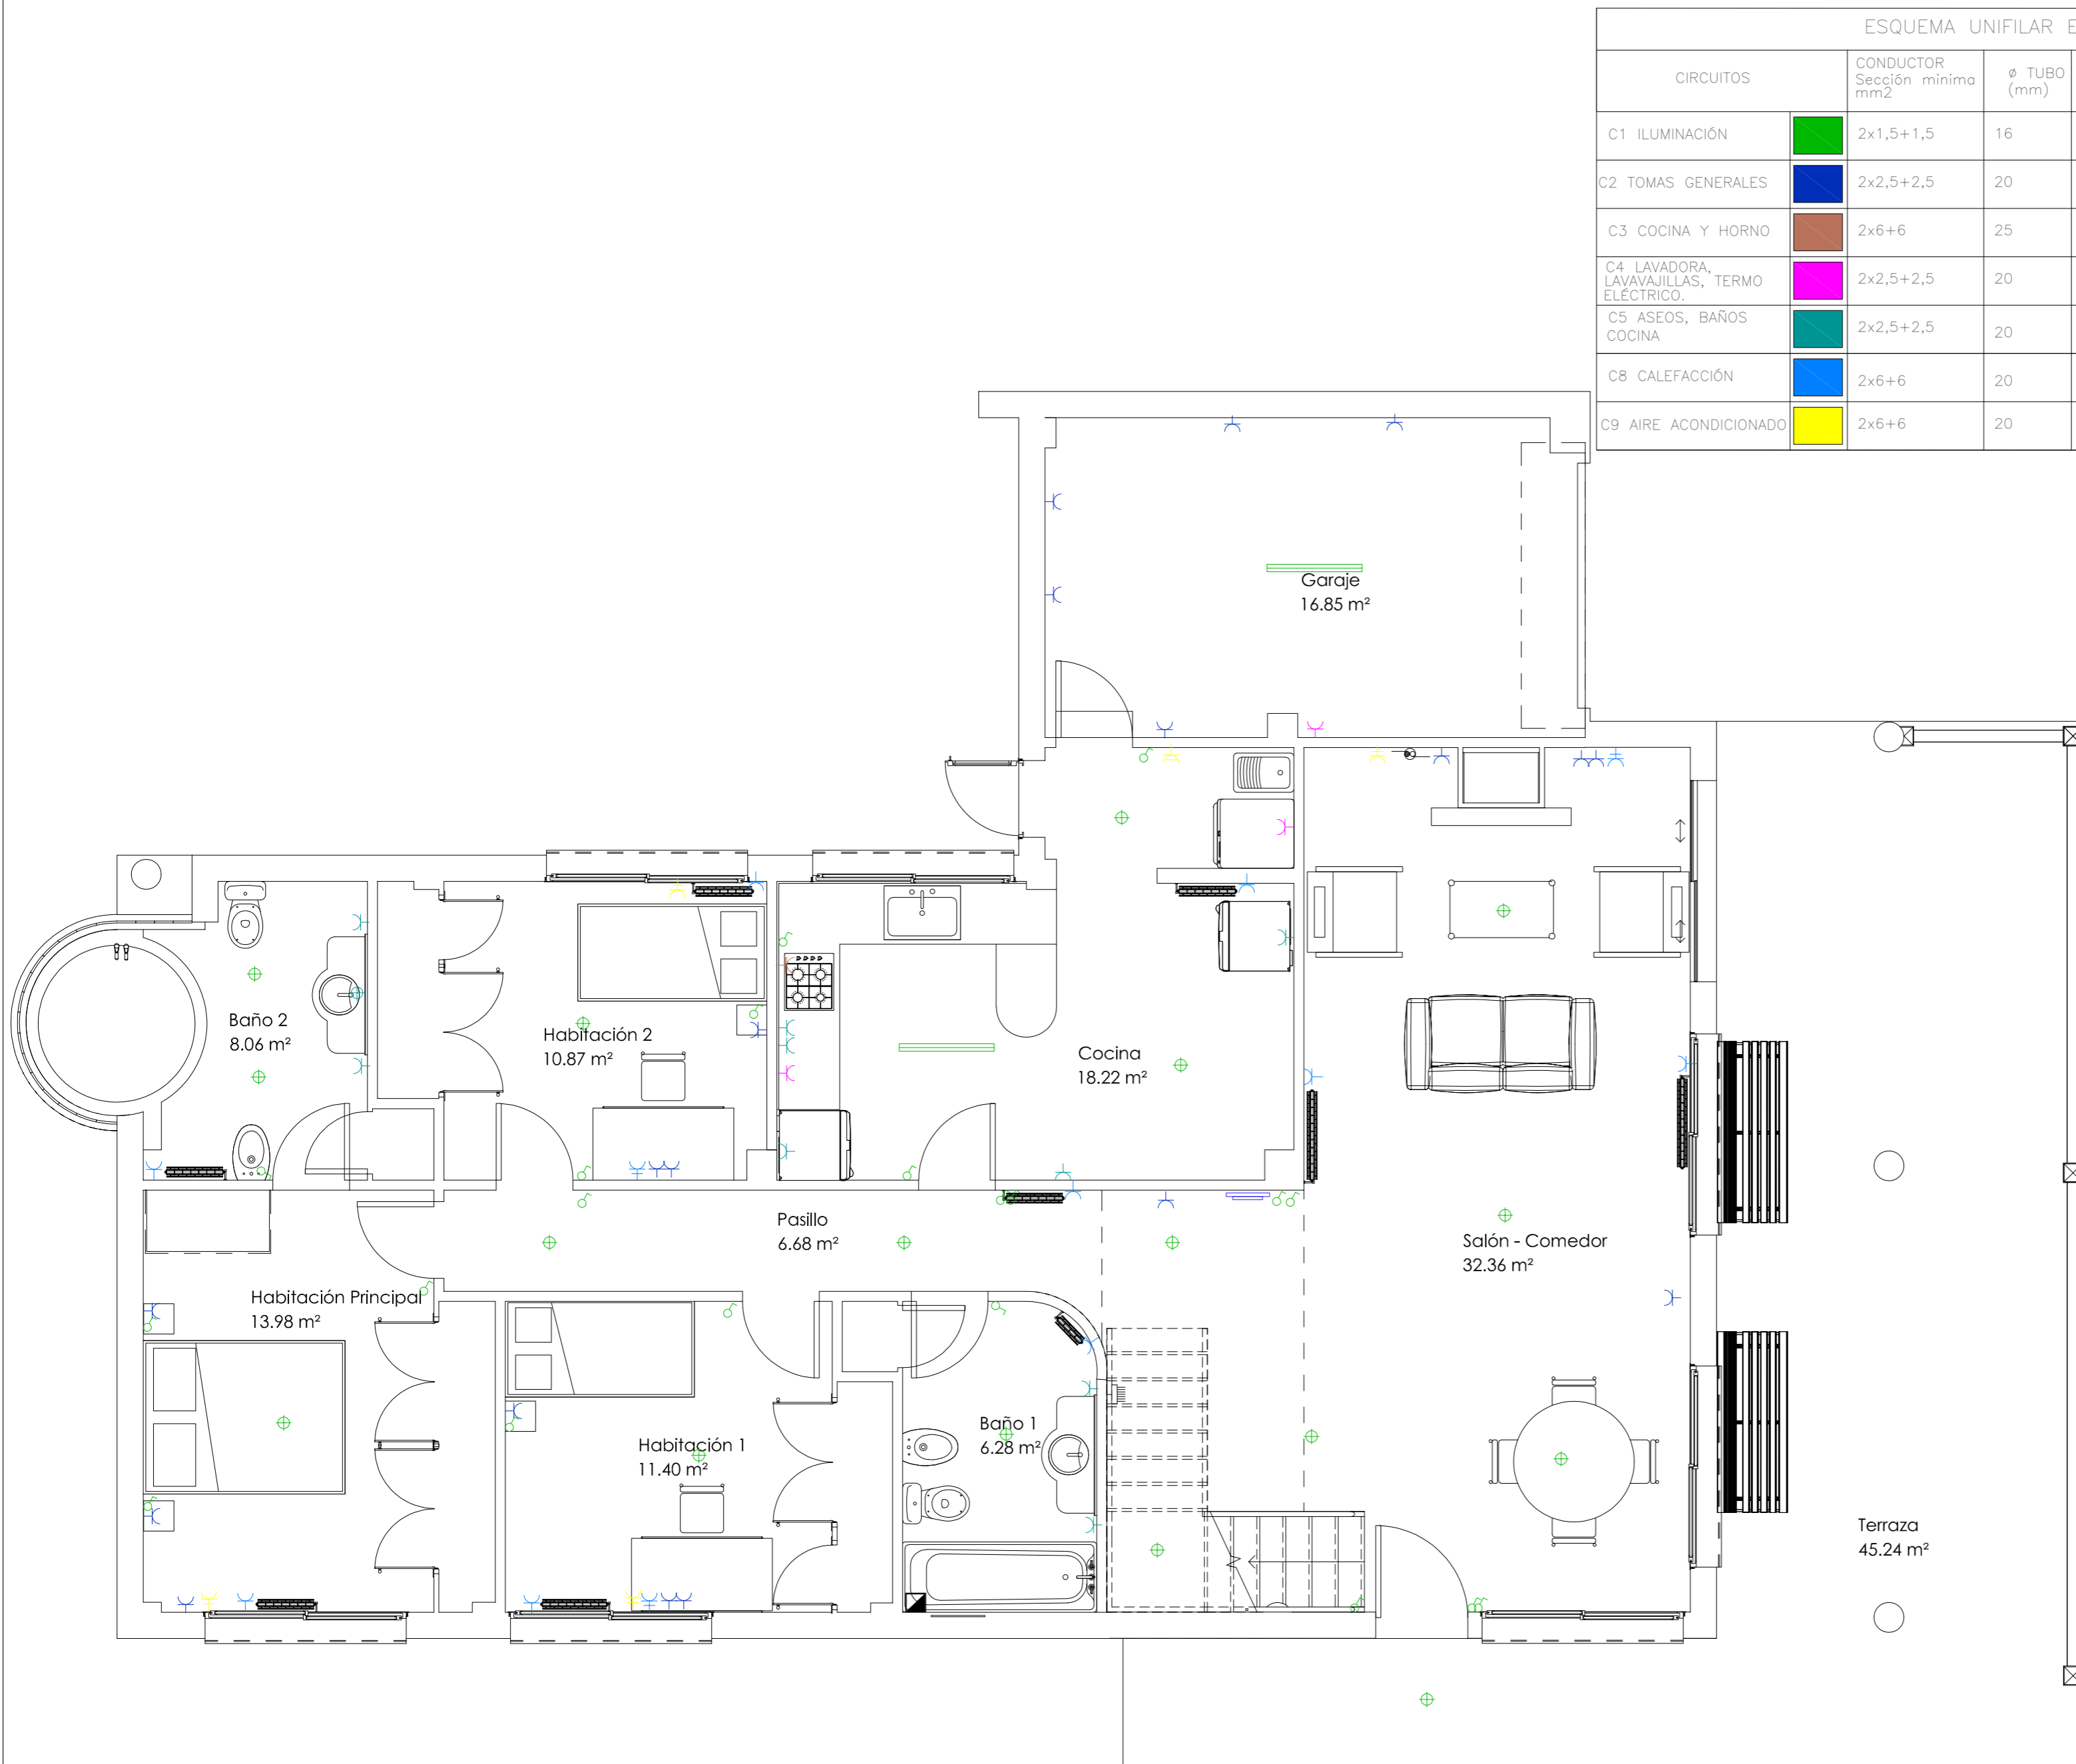 ESQUEMA UNIFILAR E
CIRCUITOS
CONDUCTOR
Sección minima
mm2
ø TUBO
(mm)
C1 ILUMINACIÓN
2x1,5+1,5
16
C2 TOMAS GENERALES
2x2,5+2,5
20
C3 COCINA Y HORNO
2x6+6
25
C4 LAVADORA,
LAVAVAJILLAS, TERMO
ELÉCTRICO.
2x2,5+2,5
20
C5 ASEOS, BAÑOS
COCINA
2x2,5+2,5
20
C8 CALEFACCIÓN
2x6+6
20
C9 AIRE ACONDICIONADO
2x6+6
20
Garaje
16.85 m²
Baño 2
8.06 m²
Habitación 2
10.87 m²
Cocina
18.22 m²
Pasillo
6.68 m²
Salón - Comedor
32.36 m²
Habitación Principal
13.98 m²
Habitación 1
11.40 m²
Baño 1
6.28 m²
Terraza
45.24 m²